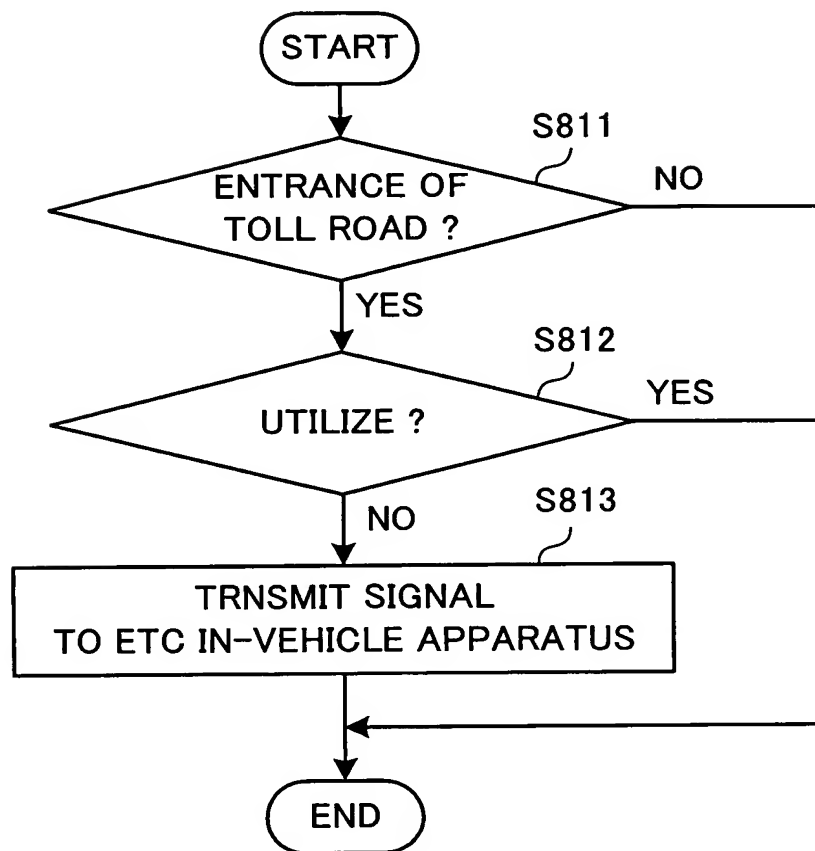 START
S811
ENTRANCE OF
TOLL ROAD ?
NO
YES
S812
UTILIZE ?
YES
NO
S813
TRNSMIT SIGNAL
TO ETC IN-VEHICLE APPARATUS
END